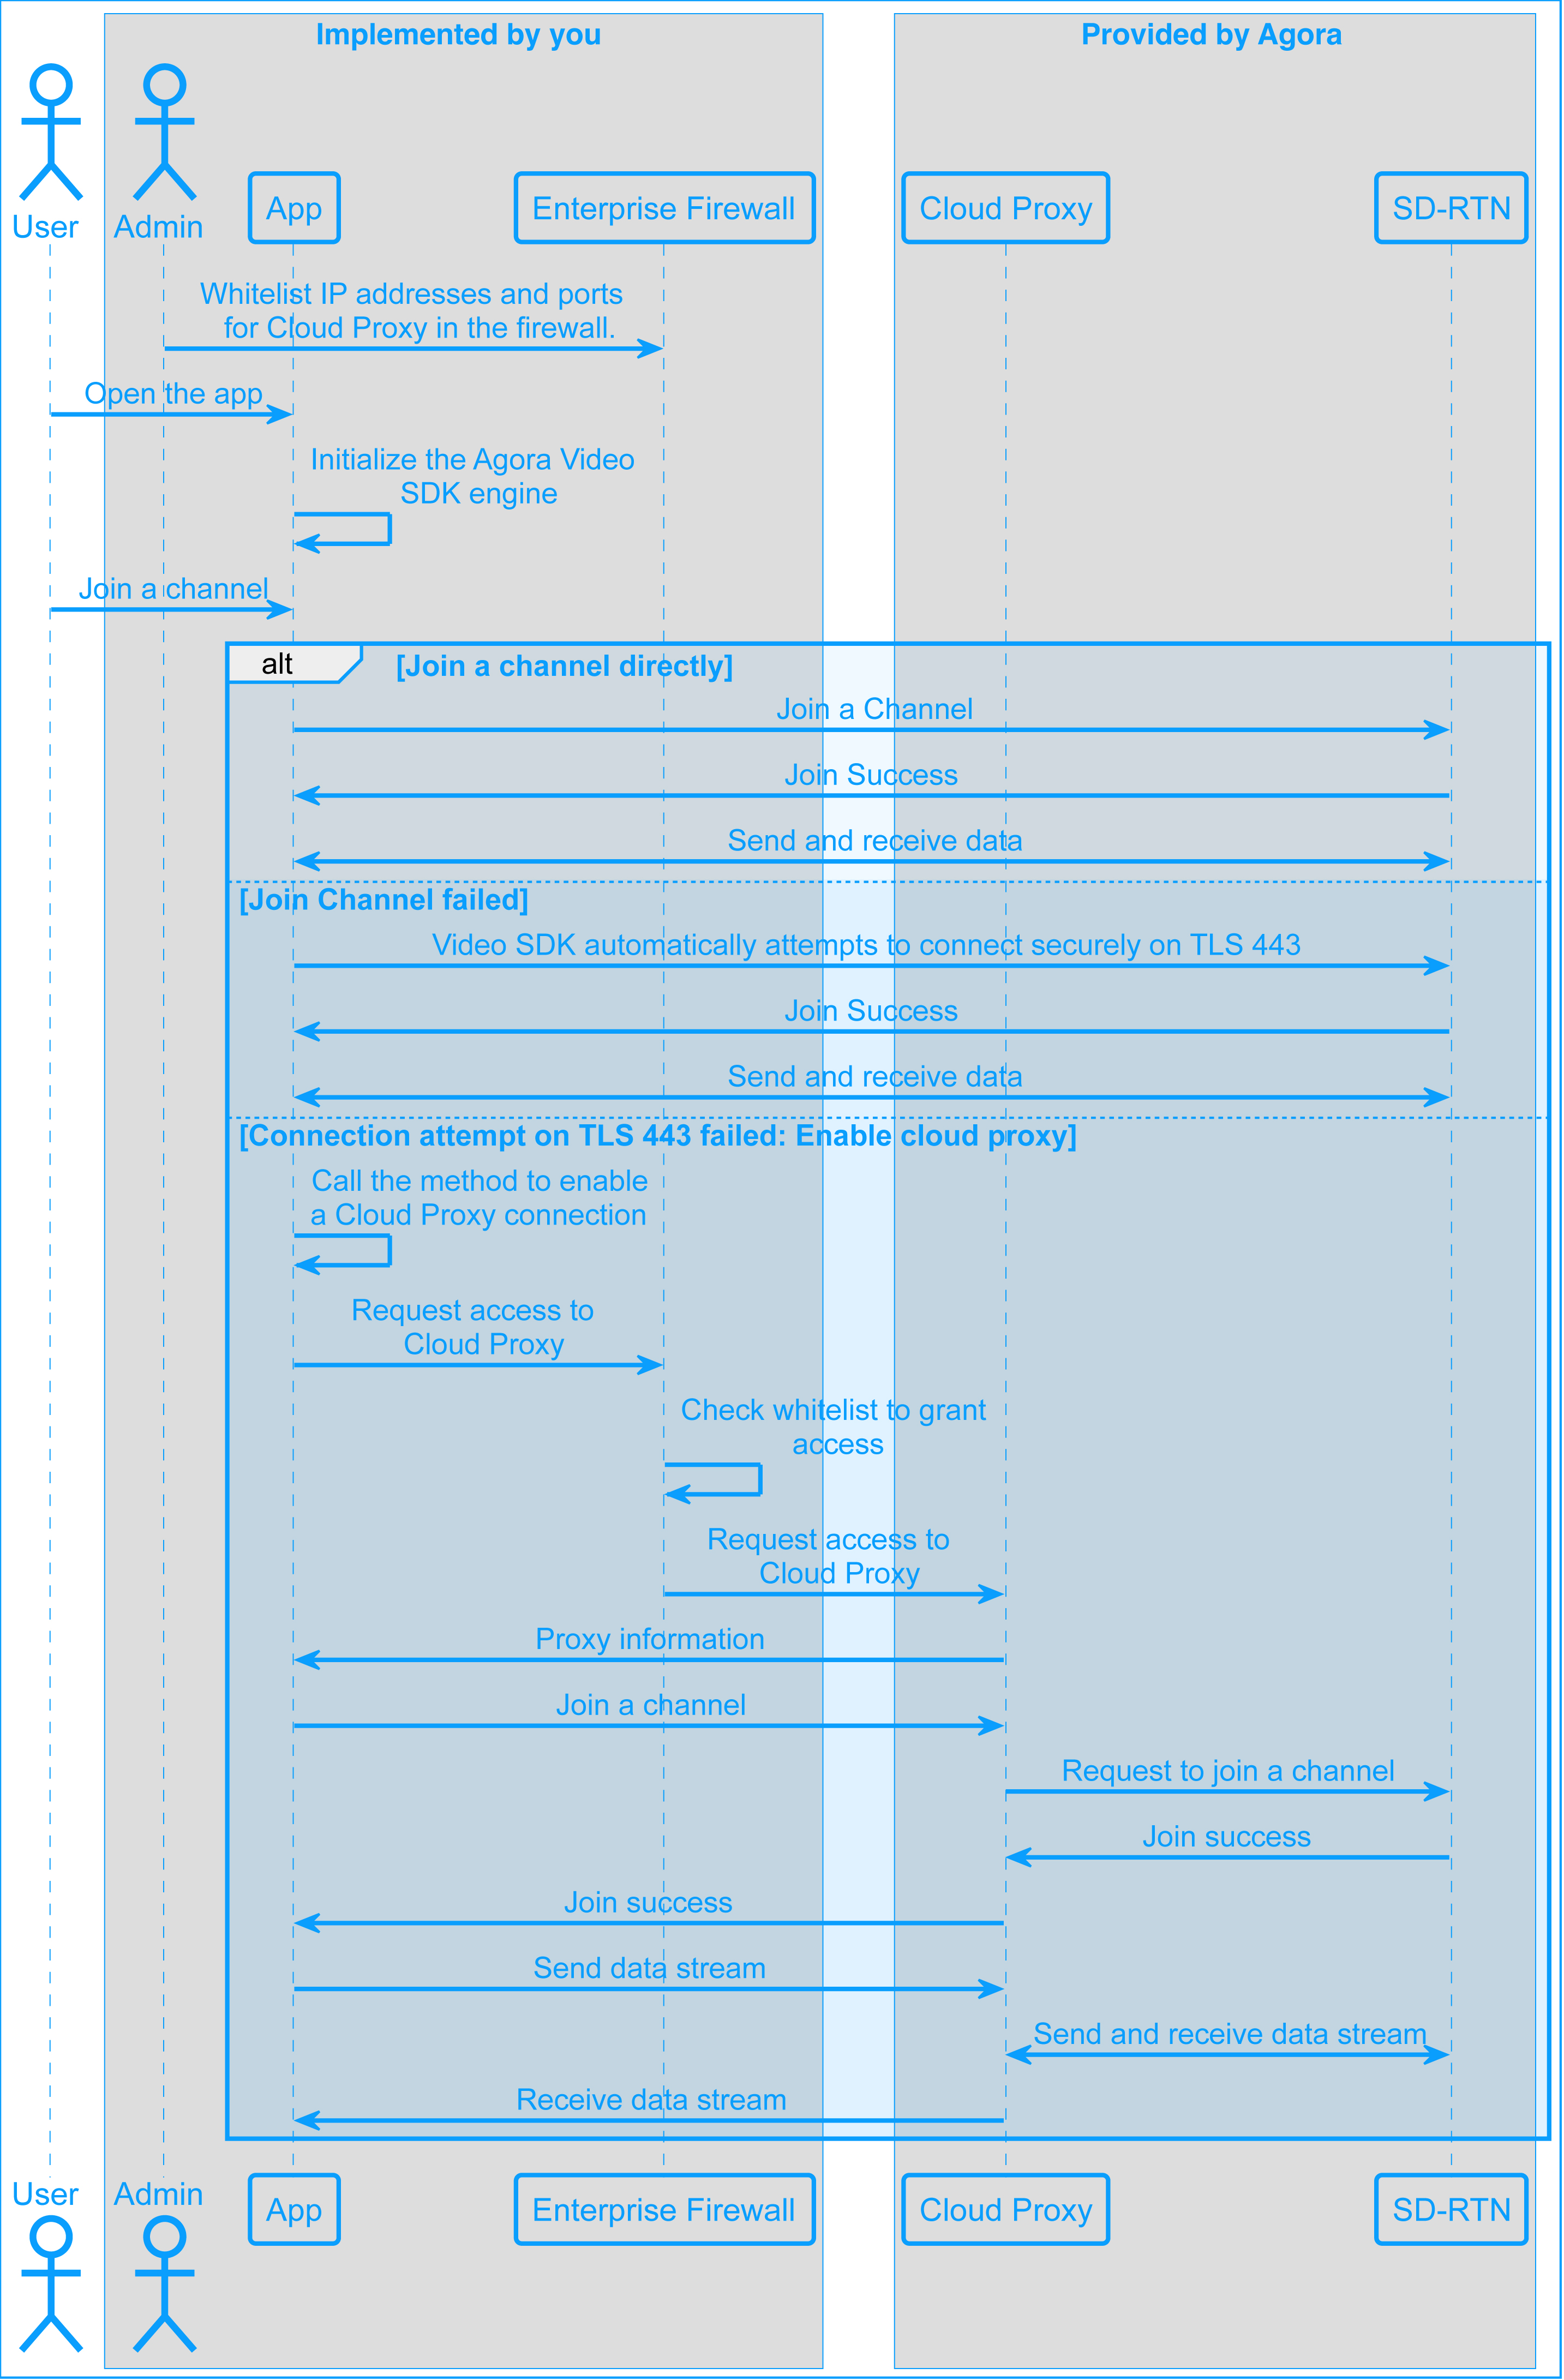 Implemented by you
Provided by Agora
User
Admin
App
Enterprise Firewall
Cloud Proxy
SD-RTN
Whitelist IP addresses and ports
for Cloud Proxy in the firewall.
Open the app
Initialize the Agora Video
SDK engine
Join a channel
alt
[Join a channel directly]
Join a Channel
Join Success
Send and receive data
[Join Channel failed]
Video SDK automatically attempts to connect securely on TLS 443
Join Success
Send and receive data
[Connection attempt on TLS 443 failed: Enable cloud proxy]
Call the method to enable
a Cloud Proxy connection
Request access to
Cloud Proxy
Check whitelist to grant
access
Request access to
Cloud Proxy
Proxy information
Join a channel
Request to join a channel
Join success
Join success
Send data stream
Send and receive data stream
Receive data stream
User
Admin
App
Enterprise Firewall
Cloud Proxy
SD-RTN